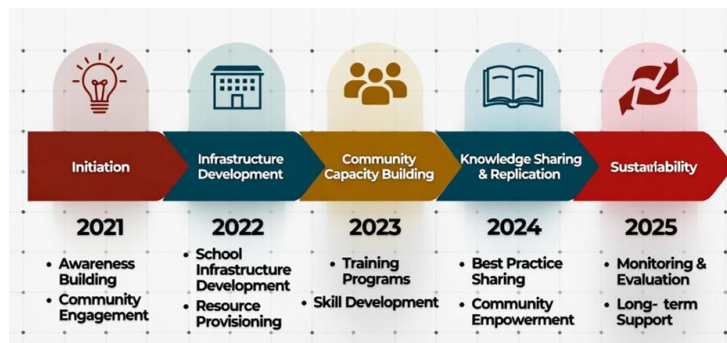 Initiation
Infrastructure
Development
Community
Capacity Building
Knowledge Sharing
& Replication
Sustainability
2021
• Awareness
Building
• Community
Engagement
2022
• School
Infrastructure
Development
• Resource
Provisioning
2023
• Training
Programs
• Skill Development
2024
• Best Practice
Sharing
• Community
Empowerment
2025
• Monitoring &
Evaluation
• Long- term
Support